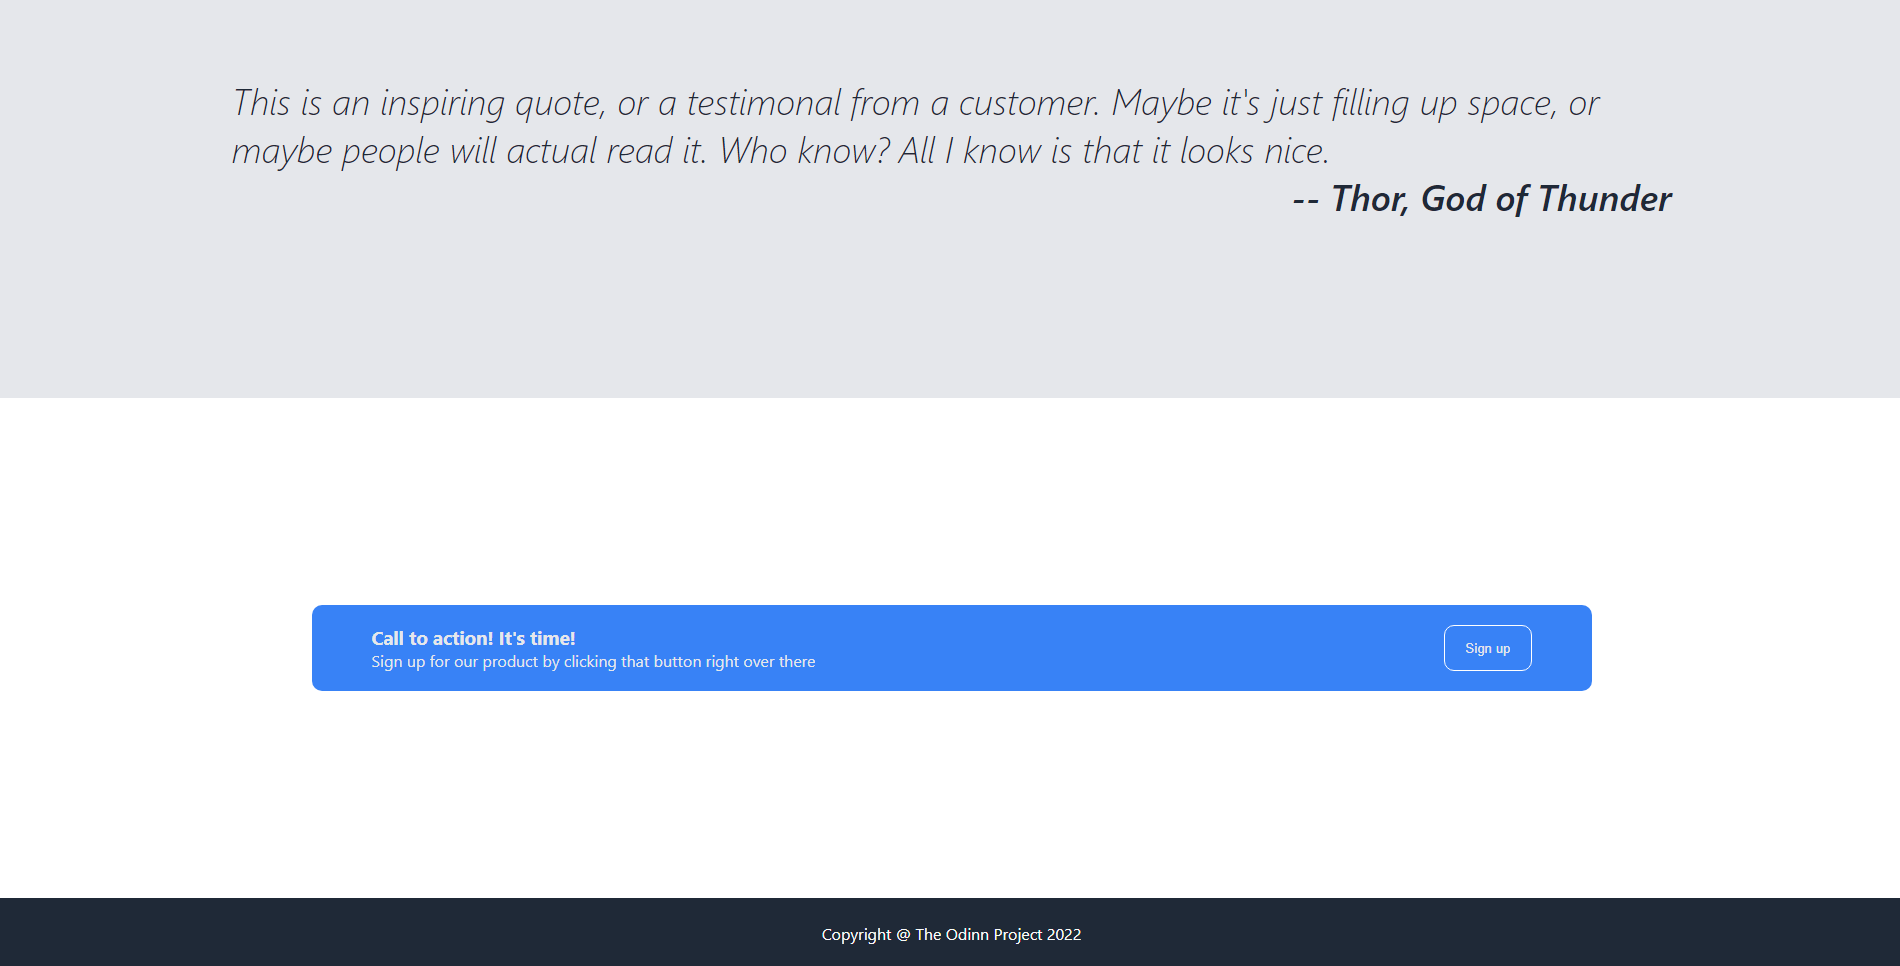 This is an inspiring quote, or a testimonal from a customer. Maybe it's just filling up space, or
maybe people will actual read it. Who know? All I know is that it looks nice.
-- Thor, God of Thunder
Call to action! It's time!
Sign up for our product by clicking that button right over there
Sign up
Copyright @ The Odinn Project 2022